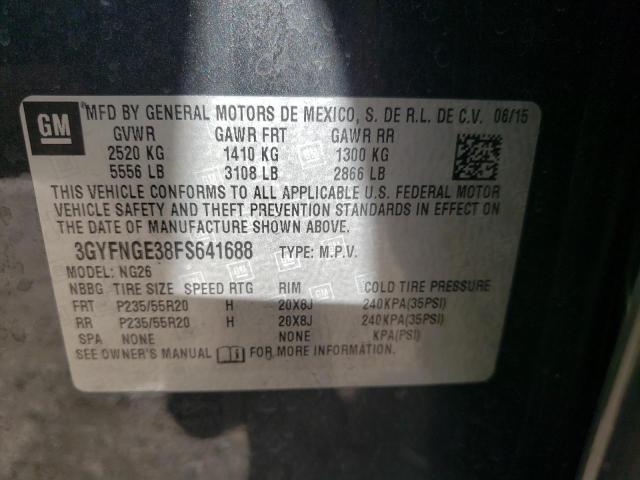 GM
MFD BY GENERAL MOTORS DE MEXICO, S. DE R.L. DE C.V. 06/15
GVWR GAWR FRT GAWR RR
2520 KG 1410 KG 1300 KG
5556 LB 3108 LB 2866 LB
THIS VEHICLE CONFORMS TO ALL APPLICABLE U.S. FEDERAL MOTOR
VEHICLE SAFETY AND THEFT PREVENTION STANDARDS IN EFFECT ON
THE DATE OF MANUFACTURE SHOWN ABOVE.
3GYFNGE38FS641688 TYPE: M.P.V.
MODEL: NG26
NBBG TIRE SIZE SPEED RTG RIM COLD TIRE PRESSURE
FRT P235/55R20 H 20X8J 240KPA(35PSI)
RR P235/55R20 H 20X8J 240KPA(35PSI)
SPA NONE NONE KPA(PSI)
SEE OWNER'S MANUAL FOR MORE INFORMATION.